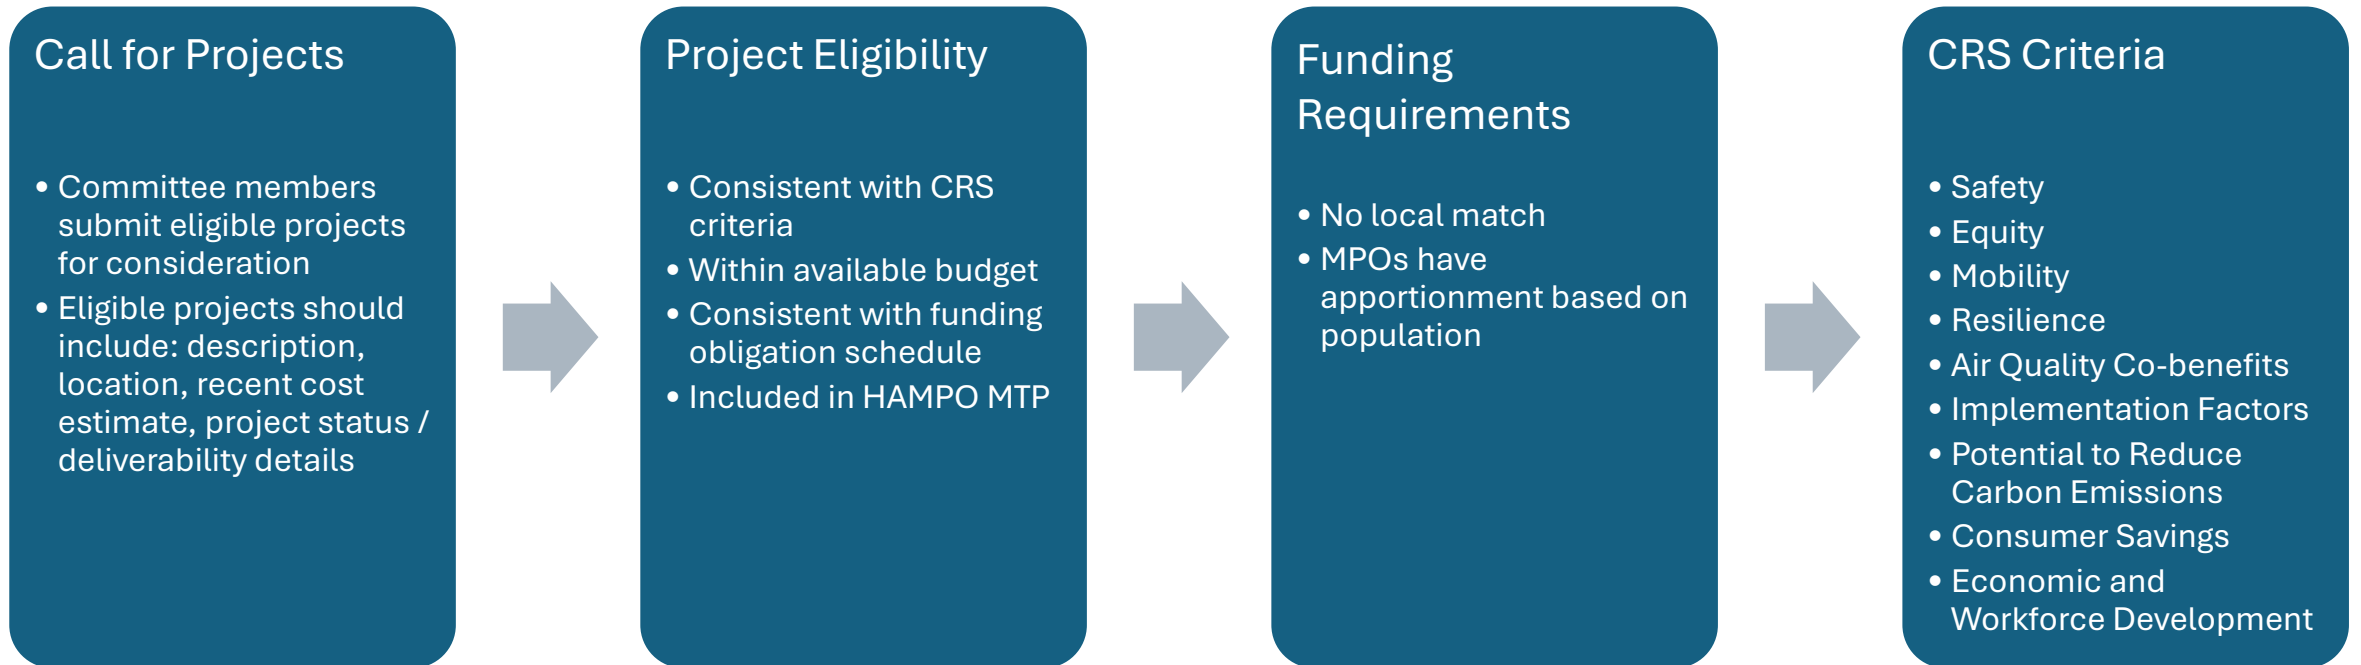 Call for Projects
• Committee members
submit eligible projects
for consideration
• Eligible projects should
include: description,
location, recent cost
estimate, project status /
deliverability details
Project Eligibility
• Consistent with CRS
criteria
• Within available budget
• Consistent with funding
obligation schedule
• Included in HAMPO MTP
Funding
Requirements
• No local match
• MPOs have
apportionment based on
population
CRS Criteria
• Safety
• Equity
• Mobility
• Resilience
• Air Quality Co-benefits
• Implementation Factors
• Potential to Reduce
Carbon Emissions
• Consumer Savings
• Economic and
Workforce Development